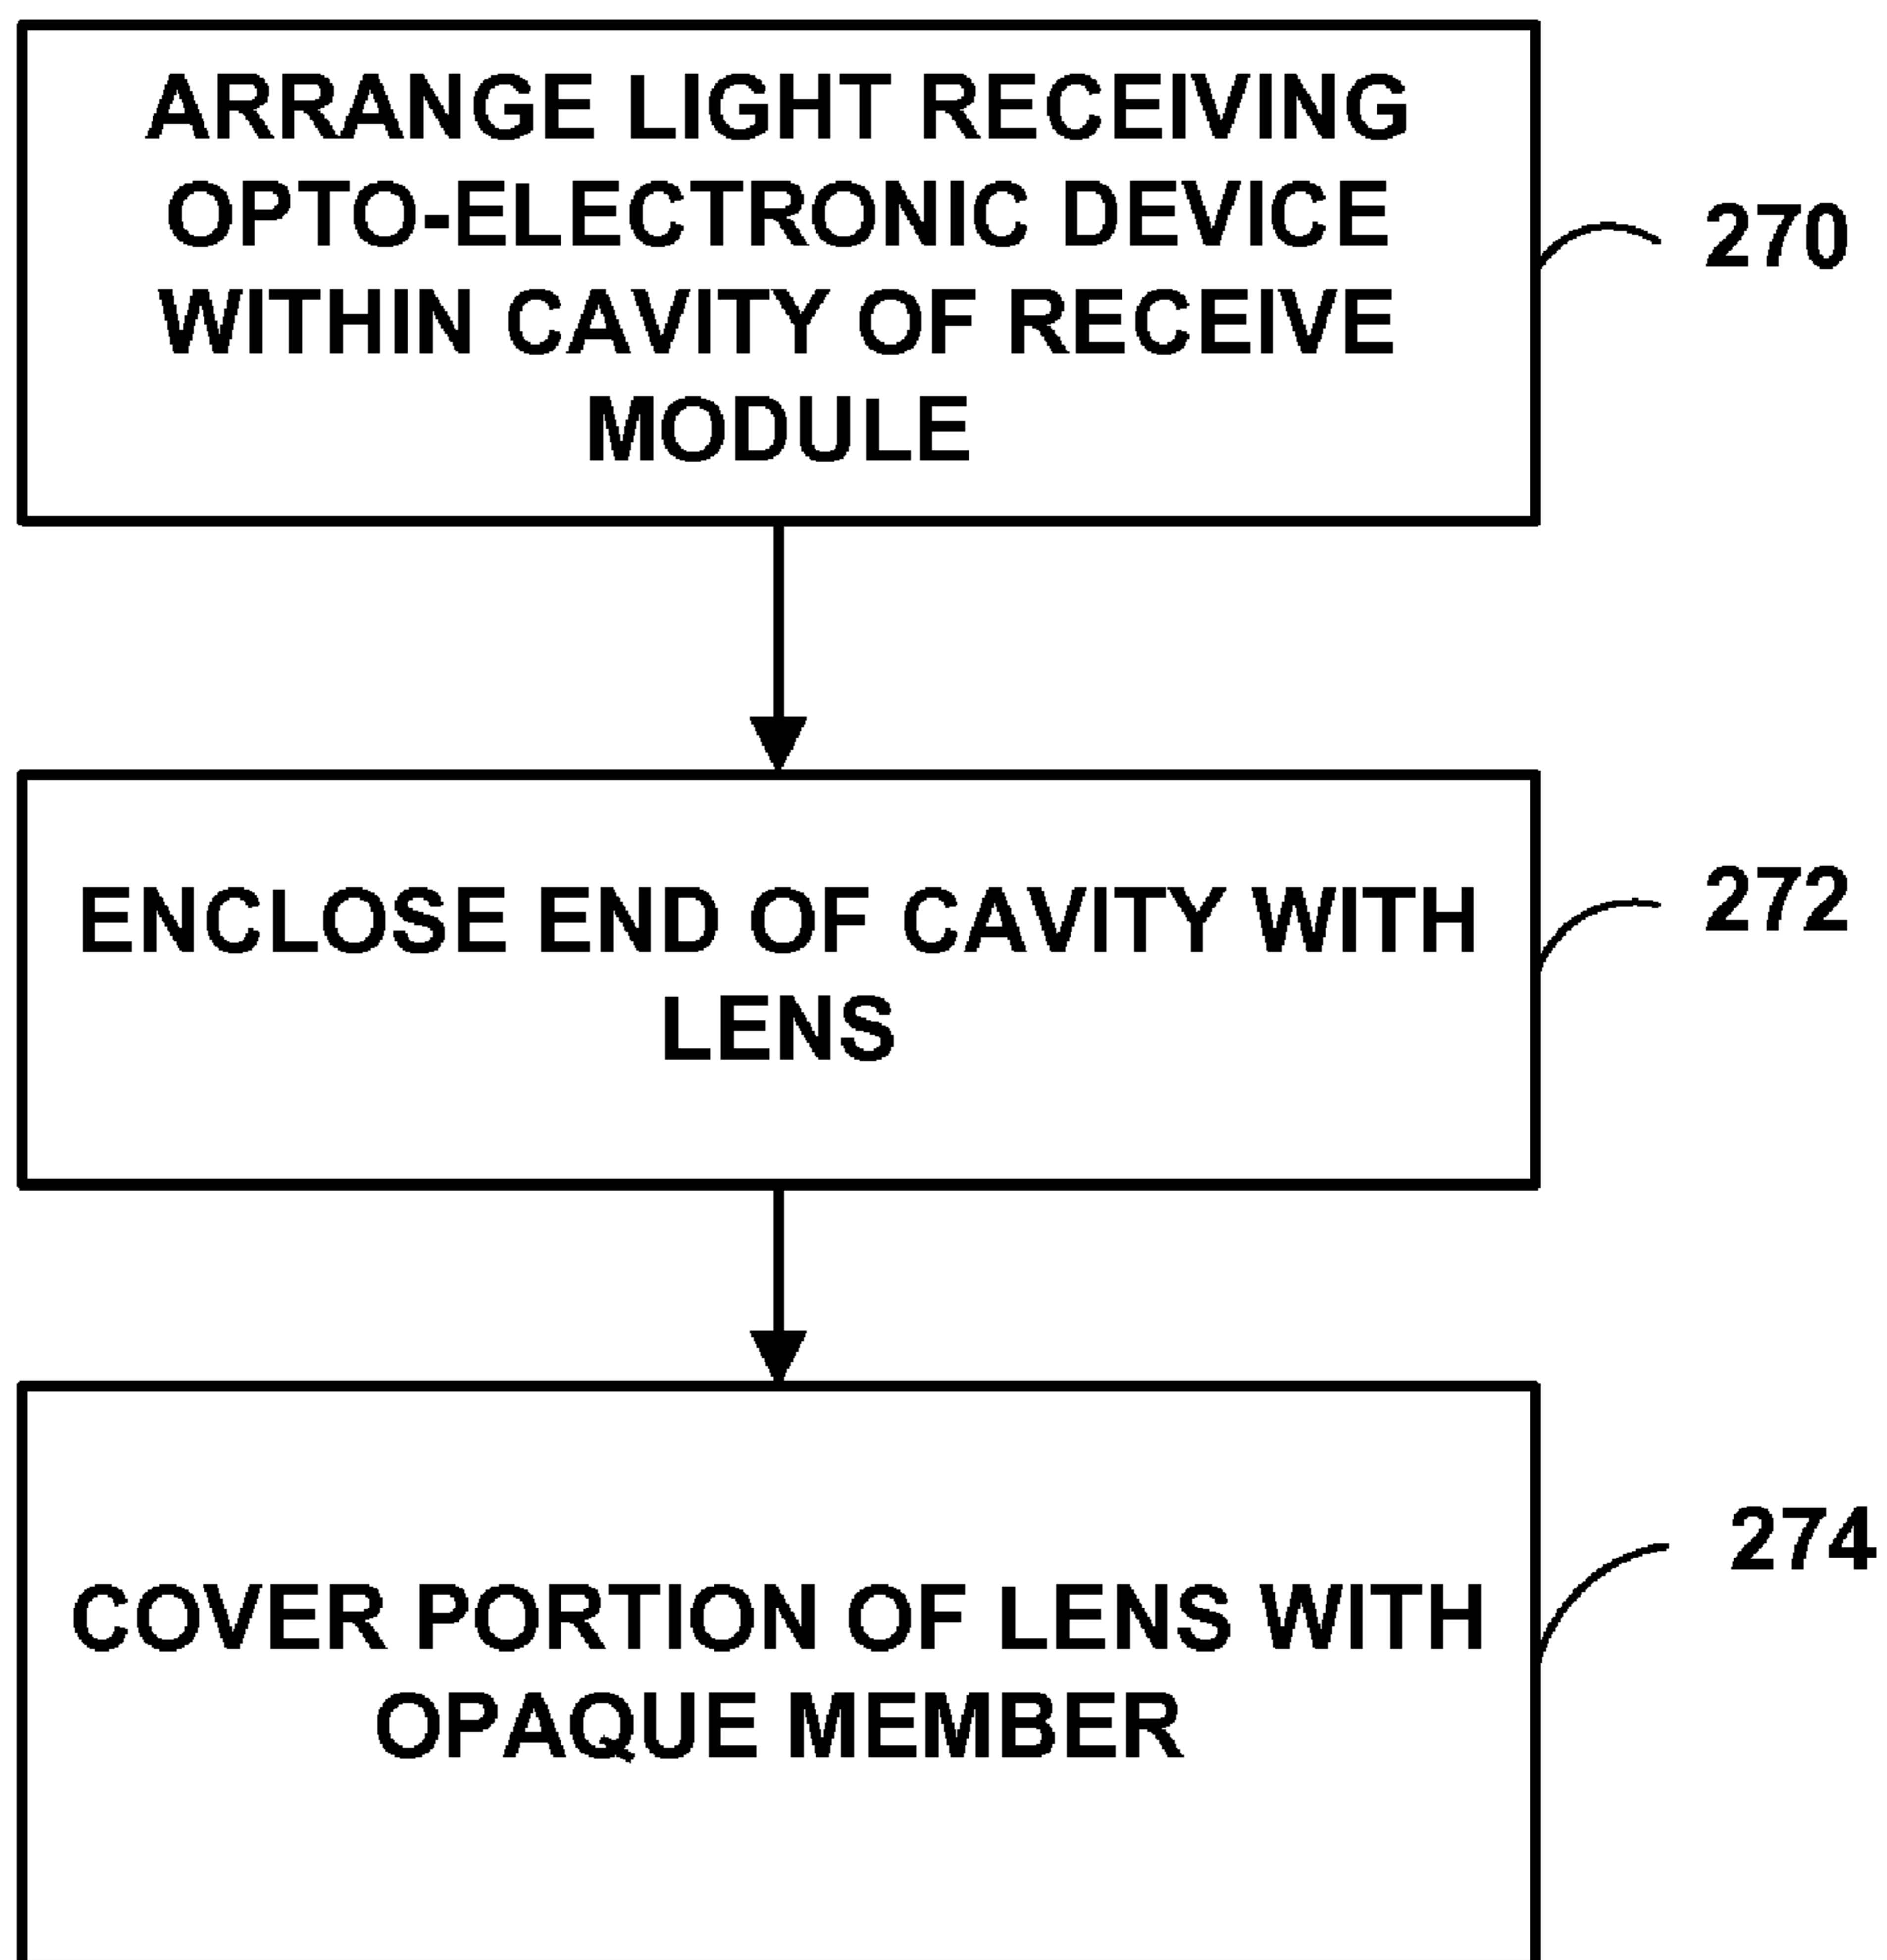 ARRANGE LIGHT RECEIVING
OPTO-ELECTRONIC DEVICE
WITHIN CAVITY OF RECEIVE
MODULE
270
ENCLOSE END OF CAVITY WITH
LENS
272
COVER PORTION OF LENS WITH
OPAQUE MEMBER
274